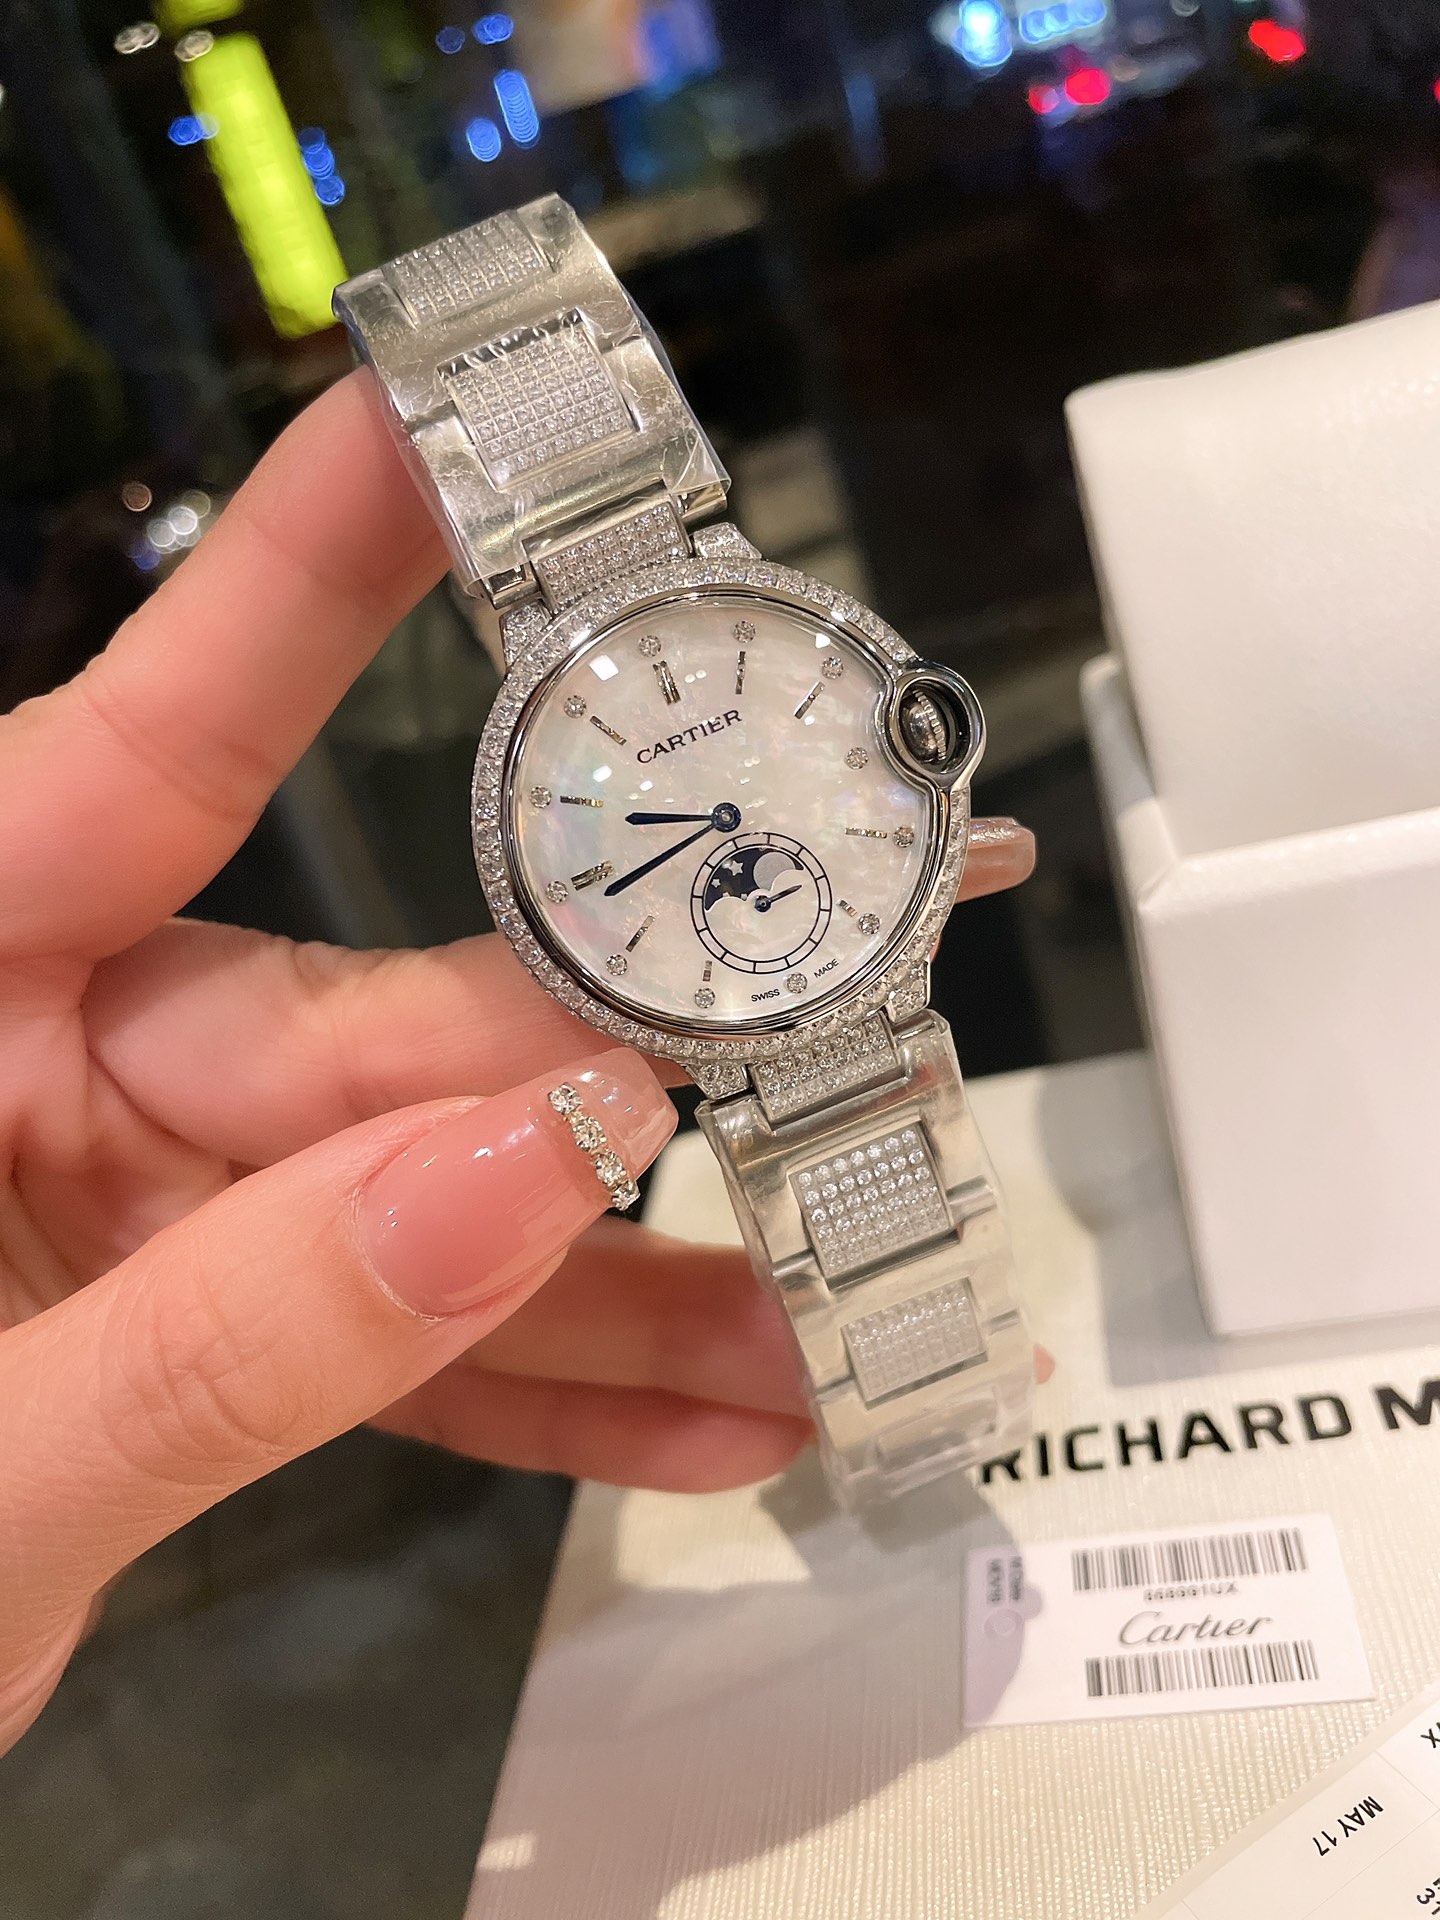 CARTIER
SWISS MADE
RICHARD M
Cartier
MAY 17